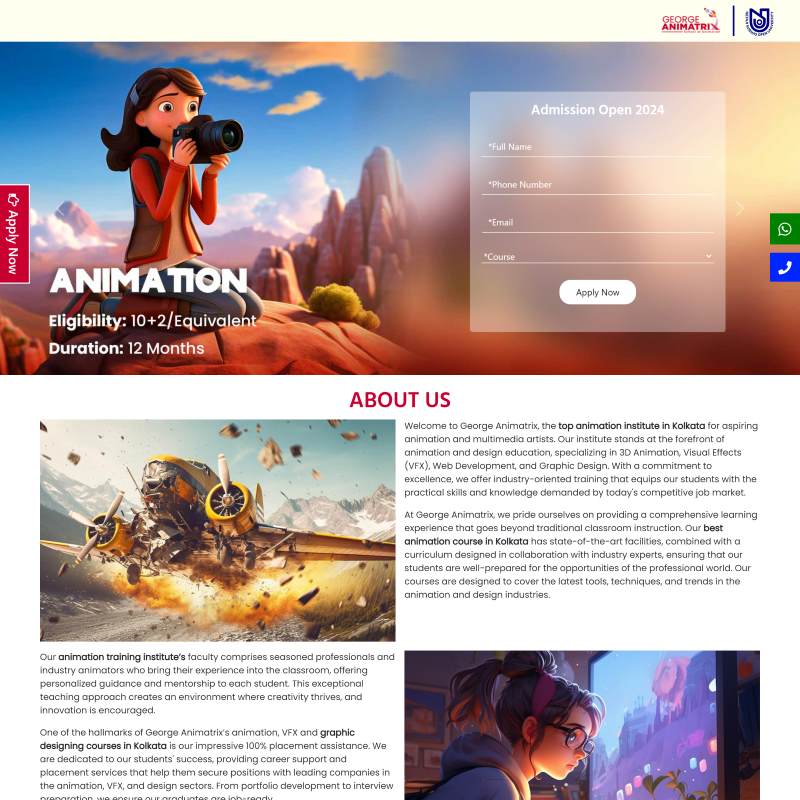 GEORGE
ANIMATRIX
Admission Open 2024
*Full Name
*Phone Number
*Email
*Course
Apply Now
Apply Now
ANIMATION
Eligibility: 10+2/Equivalent
Duration: 12 Months
ABOUT US
Welcome to George Animatrix, the top animation institute in Kolkata for aspiring
animation and multimedia artists. Our institute stands at the forefront of
animation and design education, specializing in 3D Animation, Visual Effects
(VFX), Web Development, and Graphic Design. With a commitment to
excellence, we offer industry-oriented training that equips our students with the
practical skills and knowledge demanded by today's competitive job market.
At George Animatrix, we pride ourselves on providing a comprehensive learning
experience that goes beyond traditional classroom instruction. Our best
animation course in Kolkata has state-of-the-art facilities, combined with a
curriculum designed in collaboration with industry experts, ensuring that our
students are well-prepared for the opportunities of the professional world. Our
courses are designed to cover the latest tools, techniques, and trends in the
animation and design industries.
Our animation training institute's faculty comprises seasoned professionals and
industry animators who bring their experience into the classroom, offering
personalized guidance and mentorship to each student. This exceptional
teaching approach creates an environment where creativity thrives, and
innovation is encouraged.
One of the hallmarks of George Animatrix's animation, VFX and graphic
designing courses in Kolkata is our impressive 100% placement assistance. We
are dedicated to our students' success, providing career support and
placement services that help them secure positions with leading companies in
the animation, VFX, and design sectors. From portfolio development to interview
preparation, we ensure our graduates are job-ready